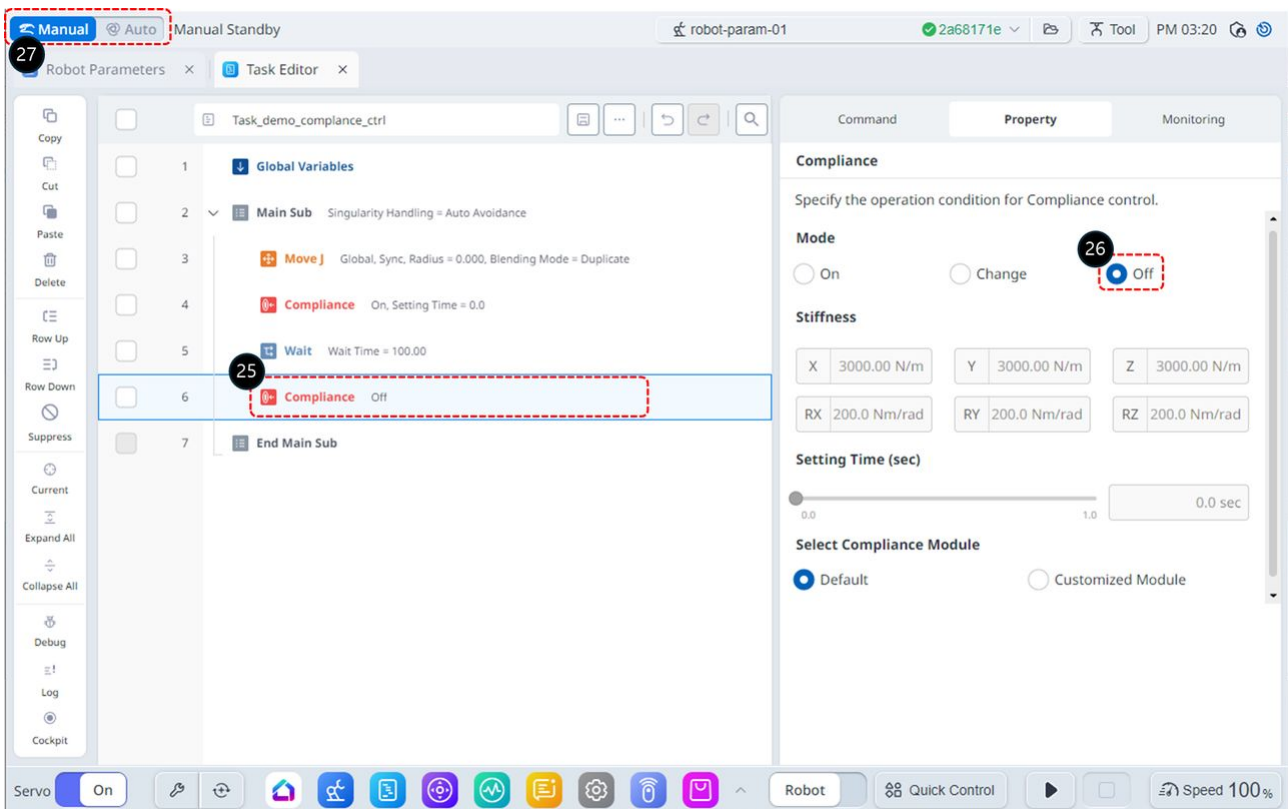 Manual Auto Manual Standby robot-param-01 2a68171e Tool PM 03:20
27
Robot Parameters × Task Editor ×
Copy
Cut
Paste
Delete
Row Up
Row Down
Suppress
Current
Expand All
Collapse All
Debug
Log
Cockpit
Task_demo_complance_ctrl
1 Global Variables
2 Main Sub Singularity Handling = Auto Avoidance
3 Move J Global, Sync, Radius = 0.000, Blending Mode = Duplicate
4 Compliance On, Setting Time = 0.0
5 Wait Wait Time = 100.00
25
6 Compliance Off
7 End Main Sub
Command Property Monitoring
Compliance
Specify the operation condition for Compliance control.
Mode
26
On Change Off
Stiffness
X 3000.00 N/m Y 3000.00 N/m Z 3000.00 N/m
RX 200.0 Nm/rad RY 200.0 Nm/rad RZ 200.0 Nm/rad
Setting Time (sec)
0.0 1.0 0.0 sec
Select Compliance Module
Default Customized Module
Servo On Robot Quick Control Speed 100%